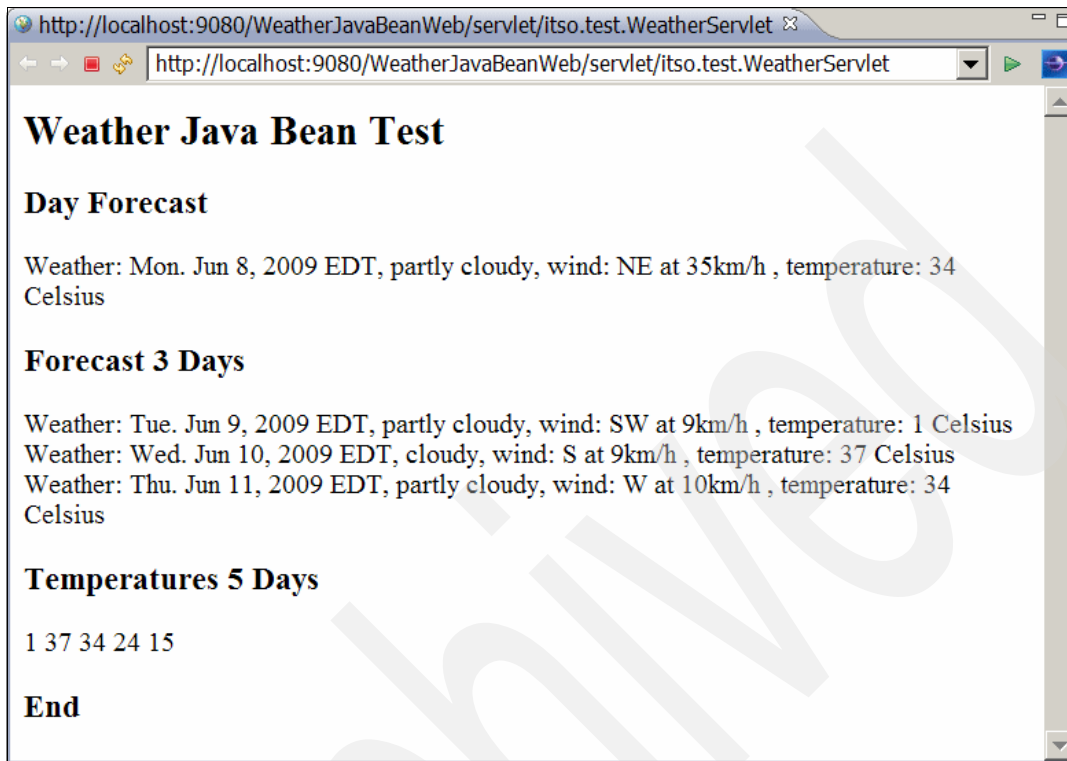 http://localhost:9080/WeatherJavaBeanWeb/servlet/itso.test.WeatherServlet
http://localhost:9080/WeatherJavaBeanWeb/servlet/itso.test.WeatherServlet
Weather Java Bean Test
Day Forecast
Weather: Mon. Jun 8, 2009 EDT, partly cloudy, wind: NE at 35km/h , temperature: 34
Celsius
Forecast 3 Days
Weather: Tue. Jun 9, 2009 EDT, partly cloudy, wind: SW at 9km/h , temperature: 1 Celsius
Weather: Wed. Jun 10, 2009 EDT, cloudy, wind: S at 9km/h , temperature: 37 Celsius
Weather: Thu. Jun 11, 2009 EDT, partly cloudy, wind: W at 10km/h , temperature: 34
Celsius
Temperatures 5 Days
1 37 34 24 15
End
hived